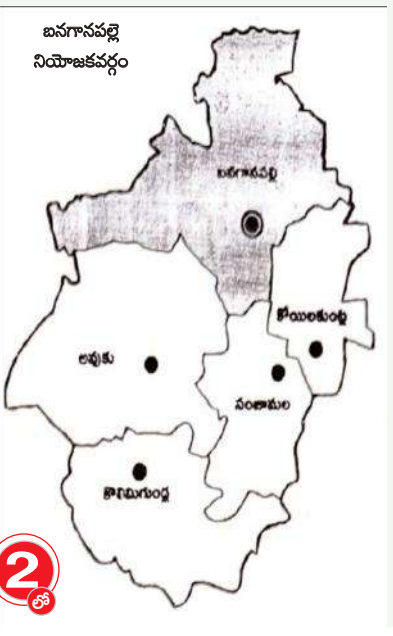 బనగానపల్లె
నియోజకవర్గం
బనగానపల్లి
కోయిలకుంట్ల
అవుకు
సంజామల
కొలిమిగుండ్ల
2
లో